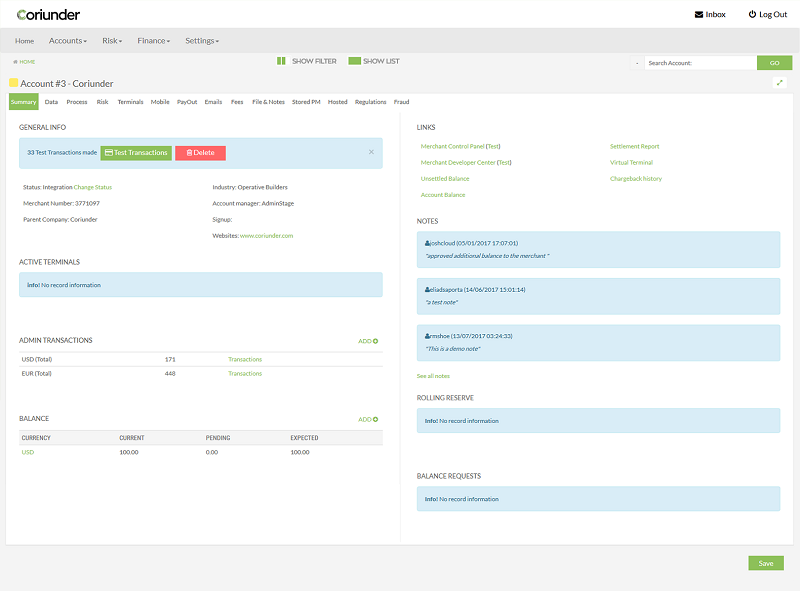 Coriunder
Inbox
Log Out
Home Accounts Risk Finance Settings
HOME
SHOW FILTER SHOW LIST
Search Account: GO
Account #3 - Coriunder
Summary Data Process Risk Terminals Mobile PayOut Emails Fees File & Notes Stored PM Hosted Regulations Fraud
GENERAL INFO
33 Test Transactions made Test Transactions Delete ×
Status: Integration Change Status
Merchant Number: 3771097
Parent Company: Coriunder
Industry: Operative Builders
Account manager: AdminStage
Signup:
Websites: www.coriunder.com
ACTIVE TERMINALS
Info! No record information
ADMIN TRANSACTIONS ADD
USD (Total) 171 Transactions
EUR (Total) 448 Transactions
BALANCE ADD
CURRENCY CURRENT PENDING EXPECTED
USD 100.00 0.00 100.00
LINKS
Merchant Control Panel (Test)
Merchant Developer Center (Test)
Unsettled Balance
Account Balance
Settlement Report
Virtual Terminal
Chargeback history
NOTES
joshcloud (05/01/2017 17:07:01)
"approved additional balance to the merchant "
eliadsaporta (14/06/2017 15:01:14)
"a test note"
rmshoe (13/07/2017 03:24:33)
"This is a demo note"
See all notes
ROLLING RESERVE
Info! No record information
BALANCE REQUESTS
Info! No record information
Save